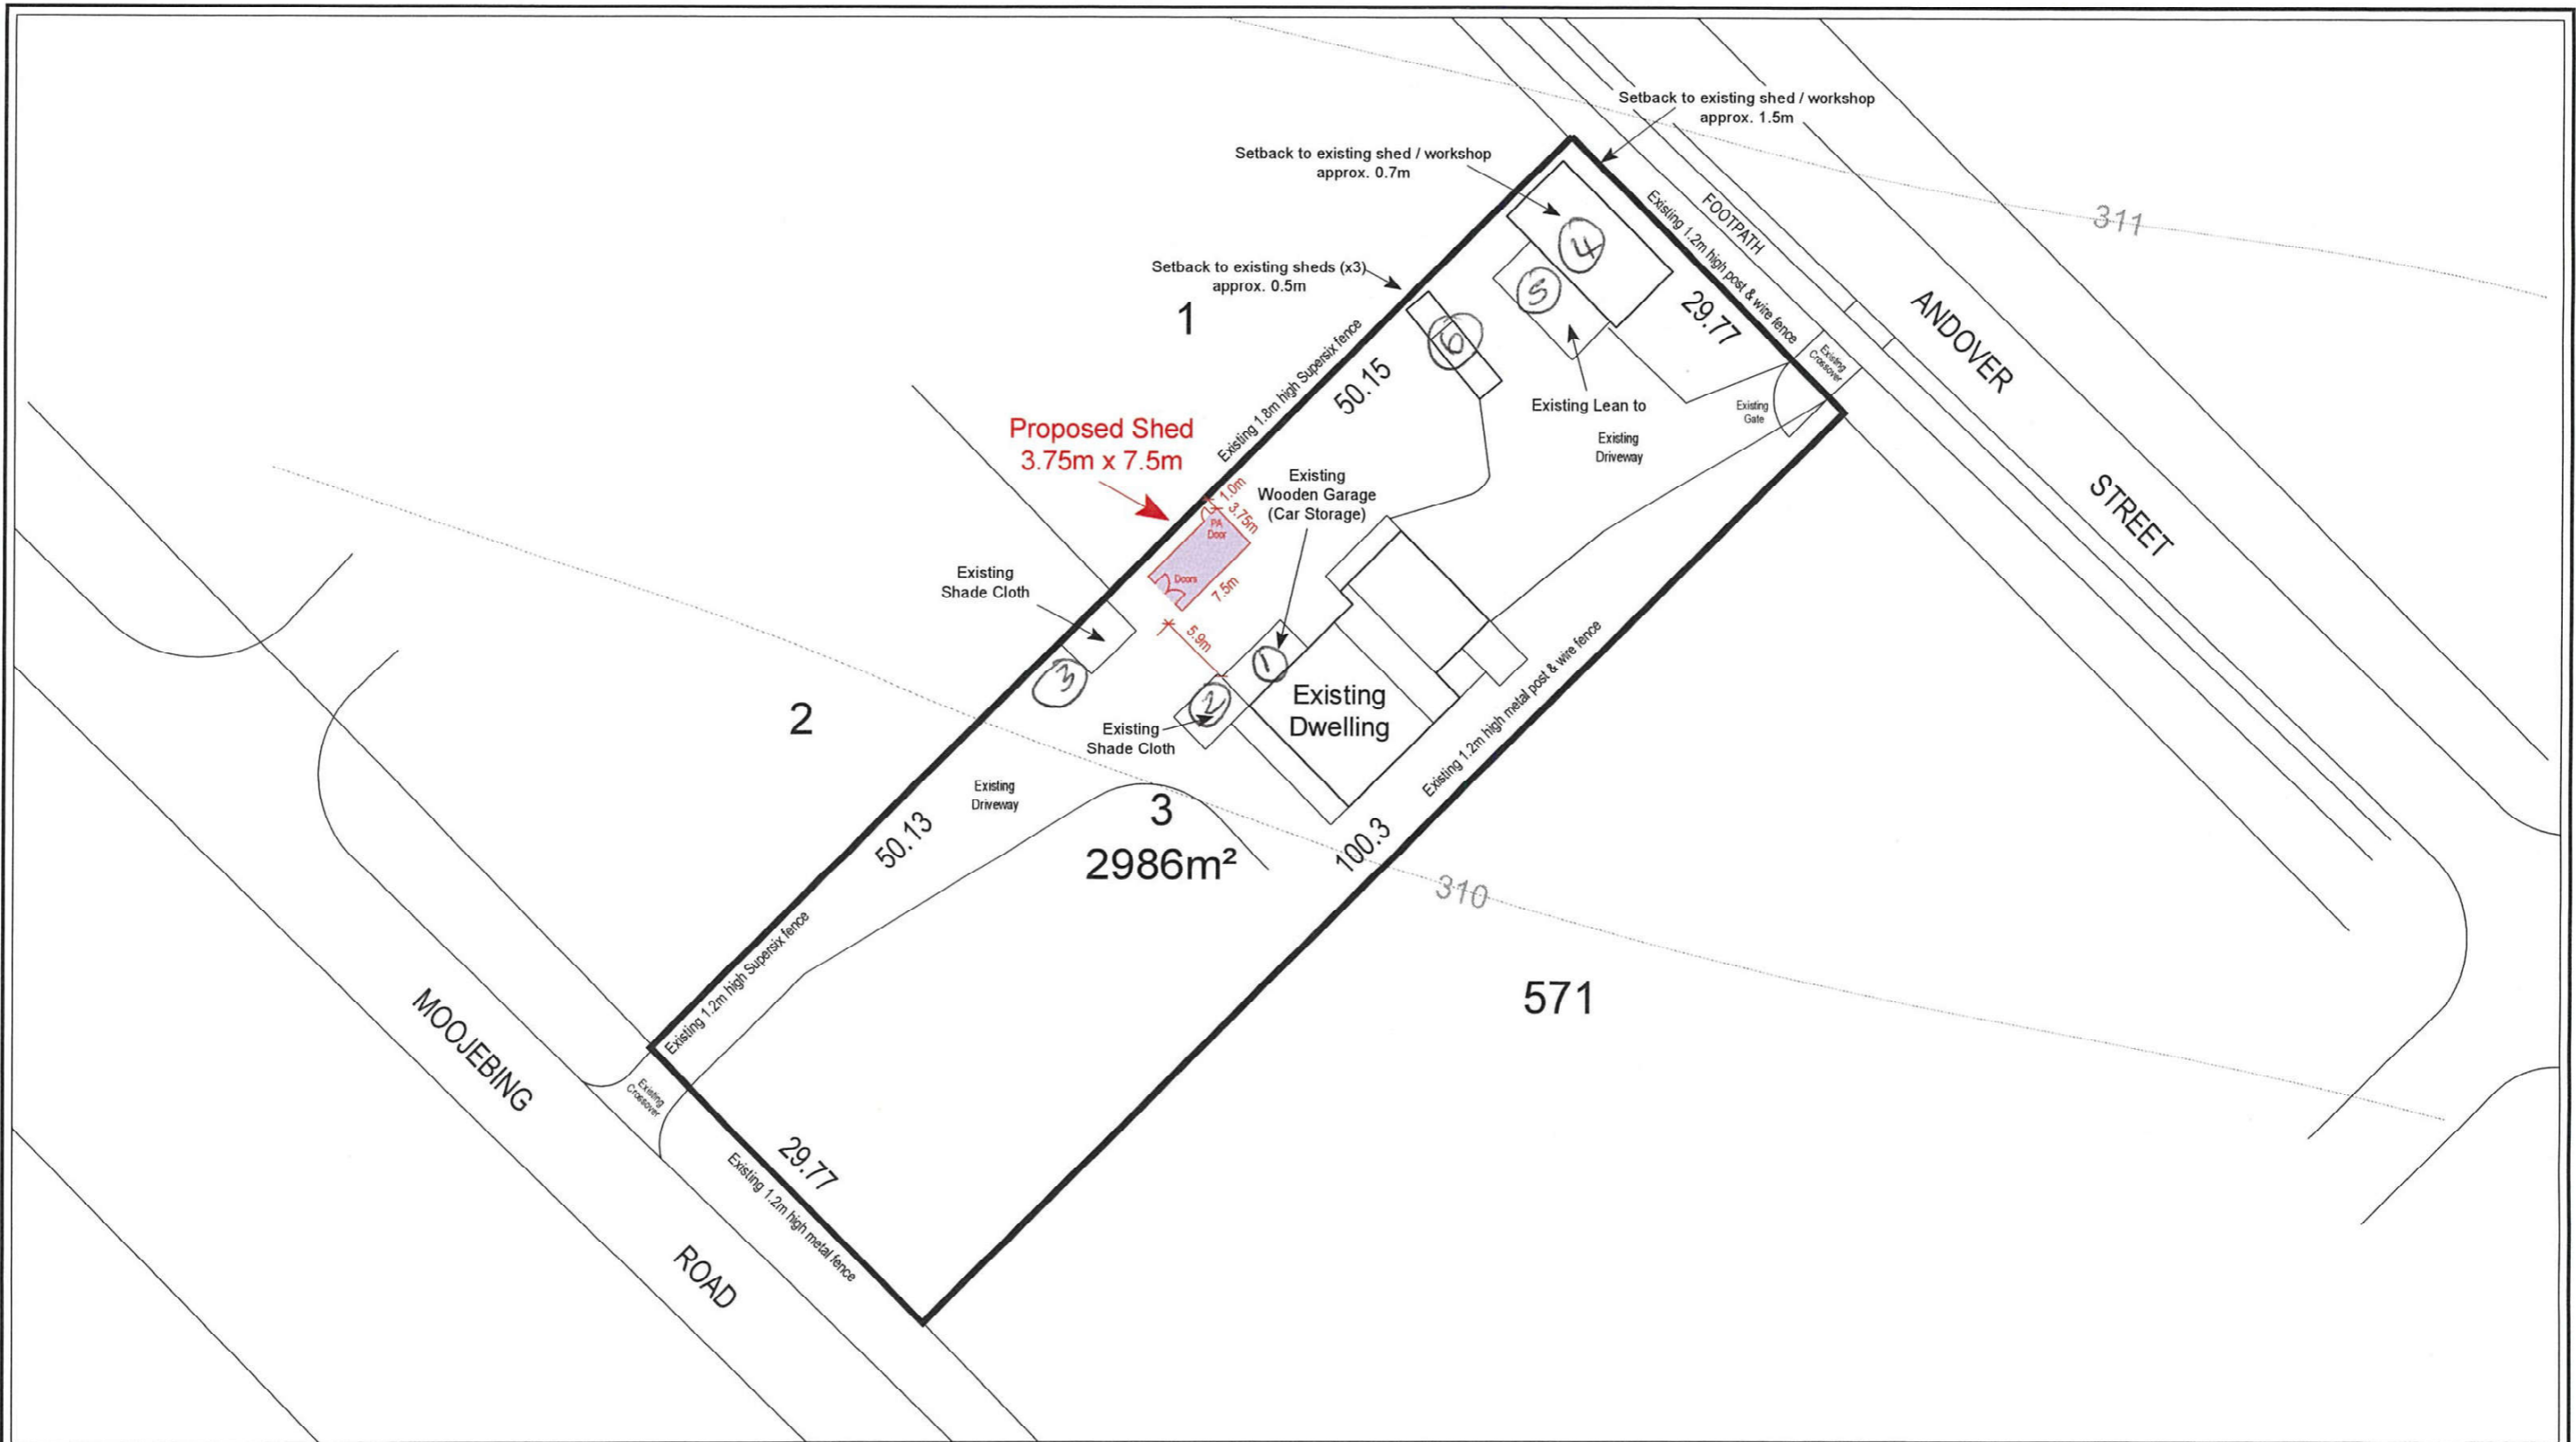 Setback to existing shed / workshop
approx. 1.5m
Setback to existing shed / workshop
approx. 0.7m
FOOTPATH
Existing 1.2m high post & wire fence
311
4
Setback to existing sheds (x3)
approx. 0.5m
5
1
29.77
ANDOVER
STREET
Existing 1.8m high Supersix fence
50.15
6
Existing
Crossover
Existing Lean to
Existing
Gate
Existing
Driveway
Proposed Shed
3.75m x 7.5m
1.0m
3.75m
PA
Door
Doors
7.5m
Existing
Wooden Garage
(Car Storage)
Existing
Shade Cloth
5.9m
1
3
2
Existing
Dwelling
Existing
Shade Cloth
Existing 1.2m high metal post & wire fence
2
Existing
Driveway
3
2986m²
50.13
100.3
310
571
Existing 1.2m high Supersix fence
MOOJEBING
ROAD
Existing
Crossover
29.77
Existing 1.2m high metal fence